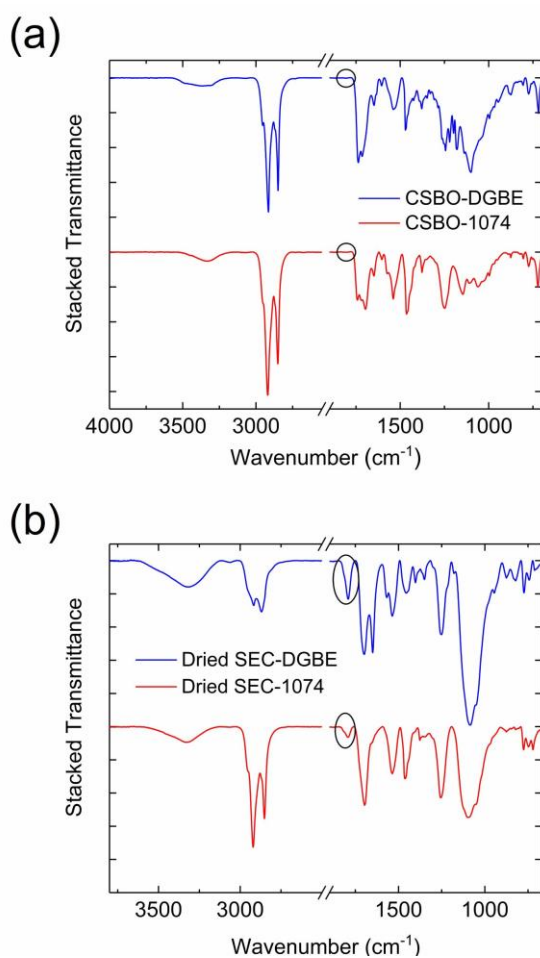 (a)
Stacked Transmittance
CSBO-DGBE
CSBO-1074
4000 3500 3000 1500 1000
Wavenumber (cm⁻¹)
(b)
Stacked Transmittance
Dried SEC-DGBE
Dried SEC-1074
3500 3000 1500 1000
Wavenumber (cm⁻¹)